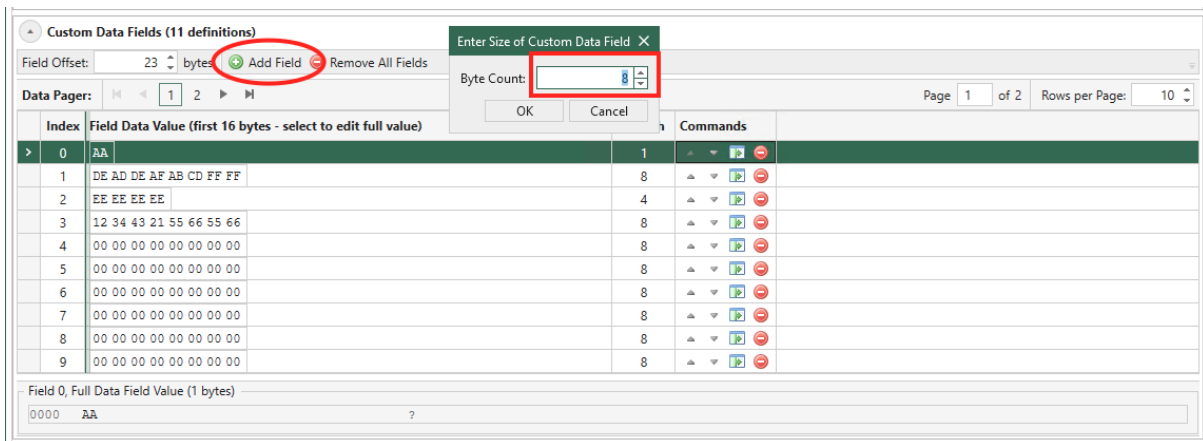 Custom Data Fields (11 definitions)
Enter Size of Custom Data Field
Field Offset: 23 bytes Add Field Remove All Fields
Byte Count: 8
Data Pager: 1 2 Page 1 of 2 Rows per Page: 10
OK Cancel
Index Field Data Value (first 16 bytes - select to edit full value) Commands
0 AA 1
1 DE AD DE AF AB CD FF FF 8
2 EE EE EE EE 4
3 12 34 43 21 55 66 55 66 8
4 00 00 00 00 00 00 00 00 8
5 00 00 00 00 00 00 00 00 8
6 00 00 00 00 00 00 00 00 8
7 00 00 00 00 00 00 00 00 8
8 00 00 00 00 00 00 00 00 8
9 00 00 00 00 00 00 00 00 8
Field 0, Full Data Field Value (1 bytes)
0000 AA ?